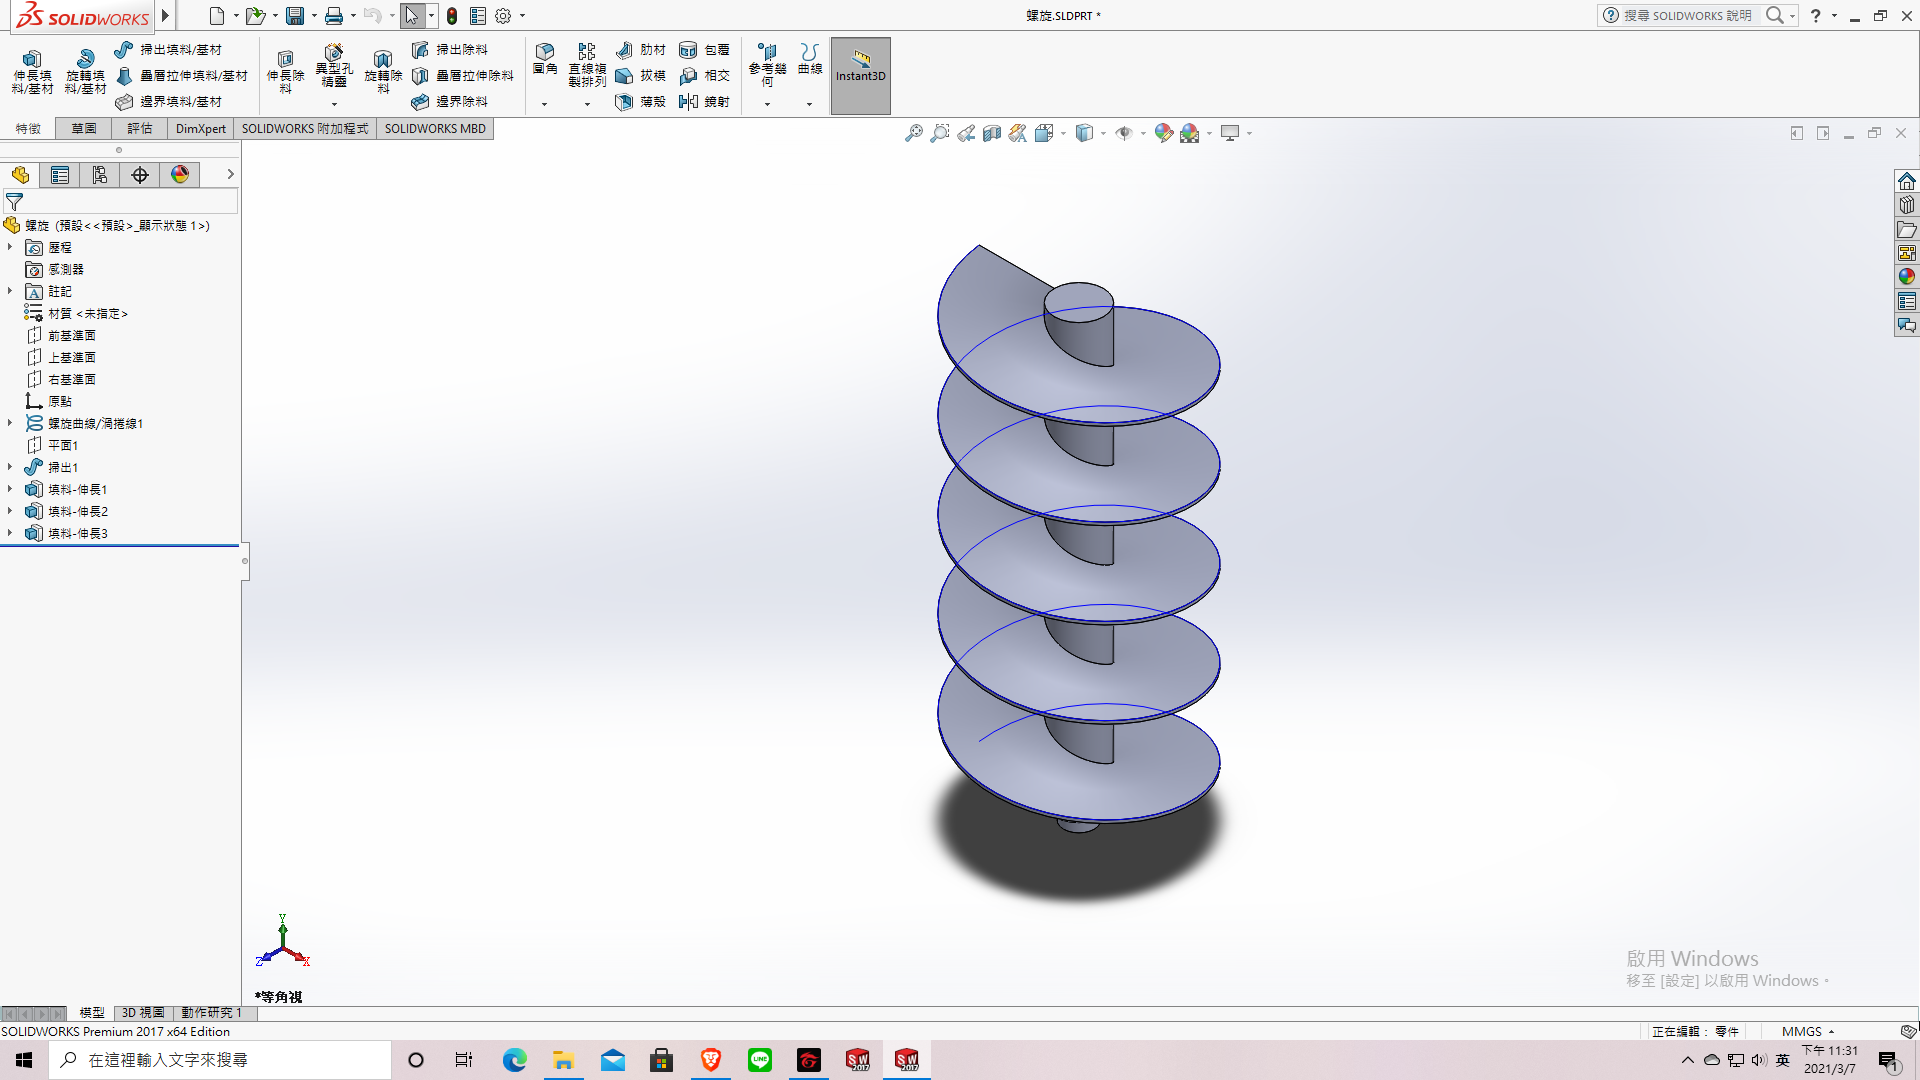 SOLIDWORKS
螺旋.SLDPRT *
搜尋 SOLIDWORKS 說明
伸長填料/基材
旋轉填料/基材
掃出填料/基材
疊層拉伸填料/基材
邊界填料/基材
伸長除料
異型孔精靈
旋轉除料
掃出除料
疊層拉伸除料
邊界除料
圓角
直線複製排列
肋材
拔模
薄殼
包覆
相交
鏡射
參考幾何
曲線
Instant3D
特徵
草圖
評估
DimXpert
SOLIDWORKS 附加程式
SOLIDWORKS MBD
螺旋 (預設<<預設>_顯示狀態 1>)
歷程
感測器
註記
材質 <未指定>
前基準面
上基準面
右基準面
原點
螺旋曲線/渦捲線1
平面1
掃出1
填料-伸長1
填料-伸長2
填料-伸長3
Y
Z
X
*等角視
啟用 Windows
移至 [設定] 以啟用 Windows。
模型
3D 視圖
動作研究 1
SOLIDWORKS Premium 2017 x64 Edition
正在編輯： 零件
MMGS
在這裡輸入文字來搜尋
LINE
SW
2017
SW
2017
英
下午 11:31
2021/3/7
1